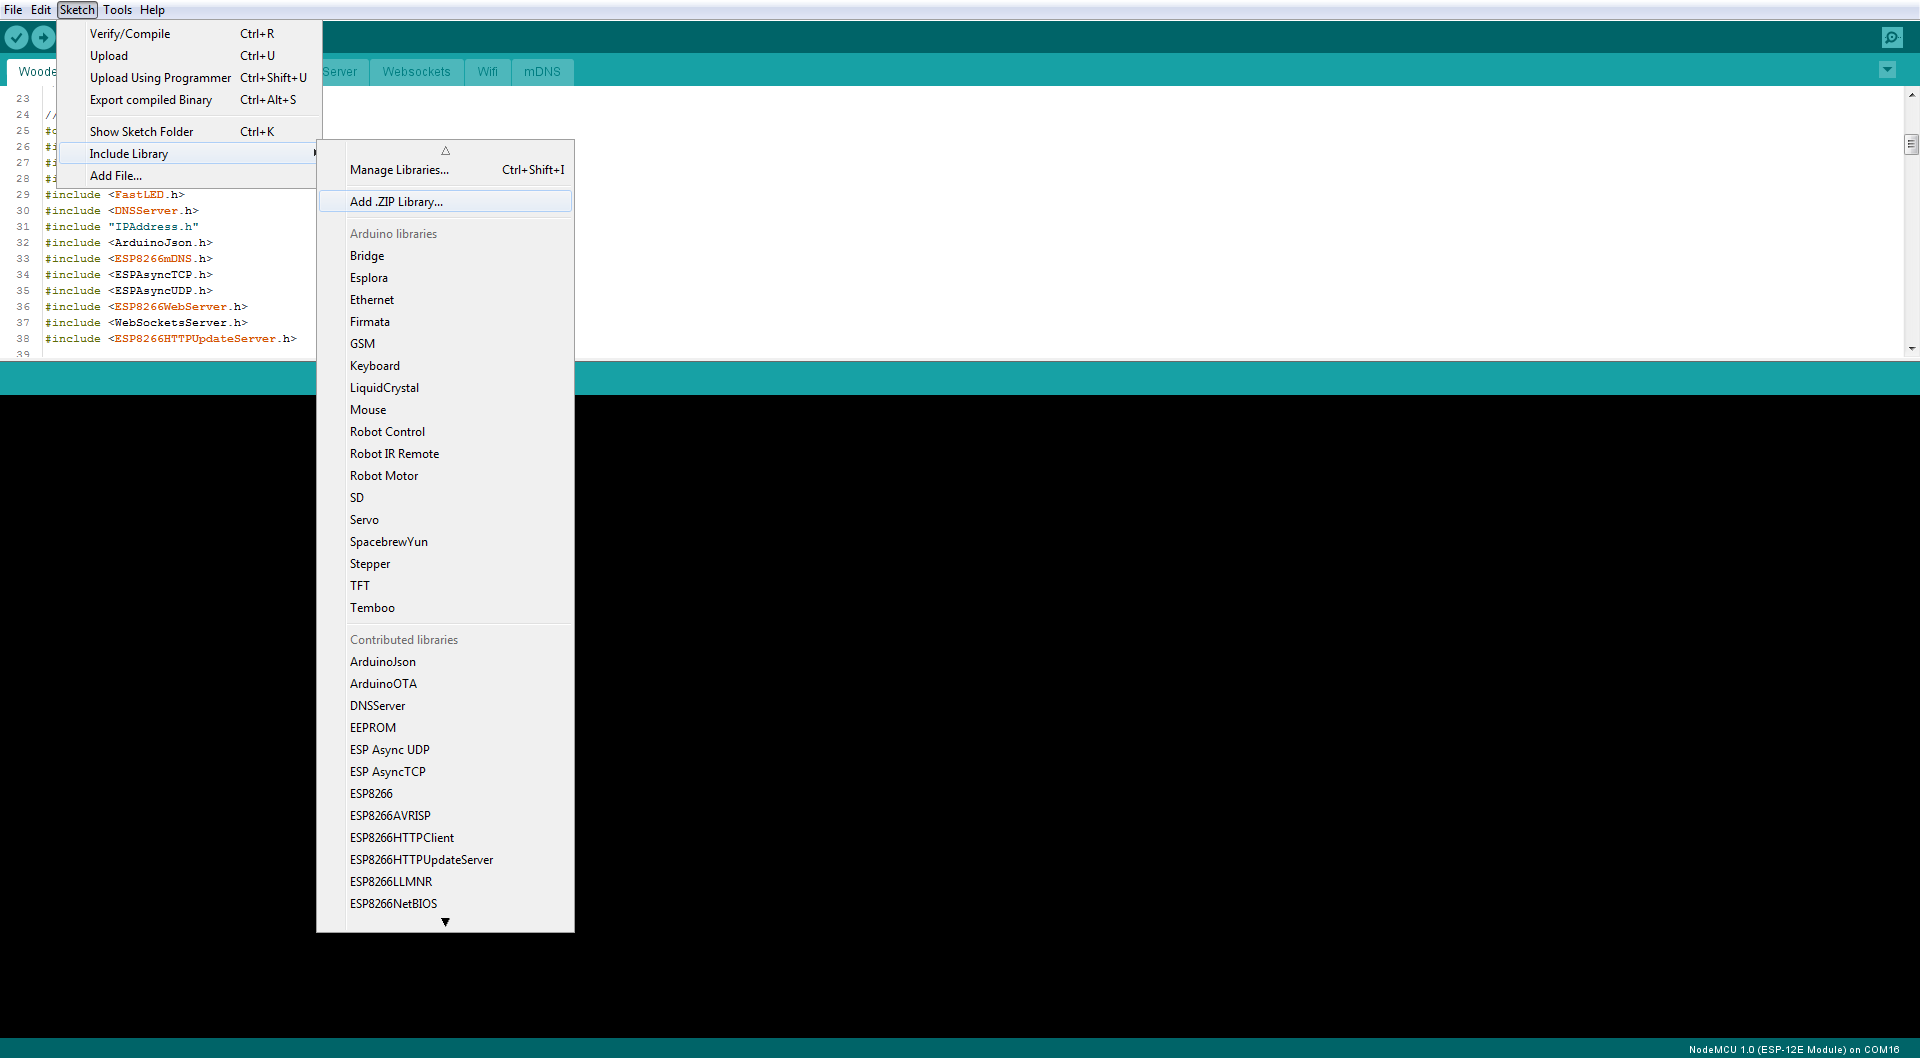 File Edit Sketch Tools Help
Verify/Compile Ctrl+R
Upload Ctrl+U
Upload Using Programmer Ctrl+Shift+U
Export compiled Binary Ctrl+Alt+S
Show Sketch Folder Ctrl+K
Include Library
Add File...
Woode Server Websockets Wifi mDNS
23
24 //
25 #
26 #i
27 #i
28 #i
29 #include <FastLED.h>
30 #include <DNSServer.h>
31 #include "IPAddress.h"
32 #include <ArduinoJson.h>
33 #include <ESP8266mDNS.h>
34 #include <ESPAsyncTCP.h>
35 #include <ESPAsyncUDP.h>
36 #include <ESP8266WebServer.h>
37 #include <WebSocketsServer.h>
38 #include <ESP8266HTTPUpdateServer.h>
39
Manage Libraries... Ctrl+Shift+I
Add .ZIP Library...
Arduino libraries
Bridge
Esplora
Ethernet
Firmata
GSM
Keyboard
LiquidCrystal
Mouse
Robot Control
Robot IR Remote
Robot Motor
SD
Servo
SpacebrewYun
Stepper
TFT
Temboo
Contributed libraries
ArduinoJson
ArduinoOTA
DNSServer
EEPROM
ESP Async UDP
ESP AsyncTCP
ESP8266
ESP8266AVRISP
ESP8266HTTPClient
ESP8266HTTPUpdateServer
ESP8266LLMNR
ESP8266NetBIOS
NodeMCU 1.0 (ESP-12E Module) on COM16